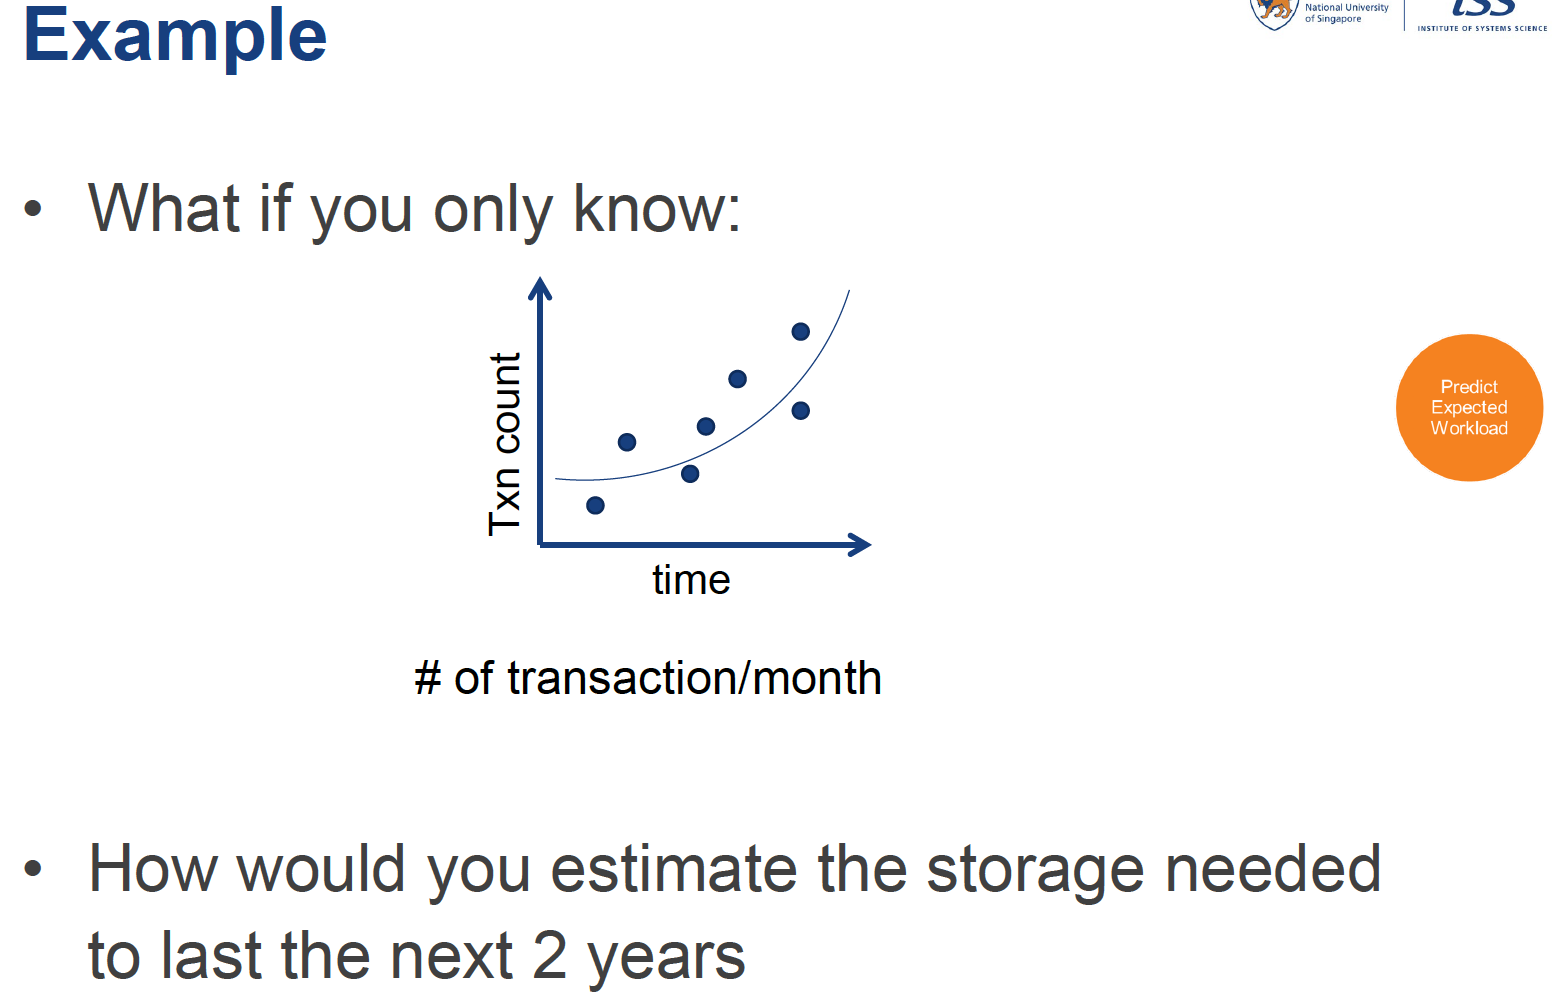 Example
National University
of Singapore
iss
INSTITUTE OF SYSTEMS SCIENCE
• What if you only know:
Txn count
time
# of transaction/month
Predict
Expected
Workload
• How would you estimate the storage needed
to last the next 2 years